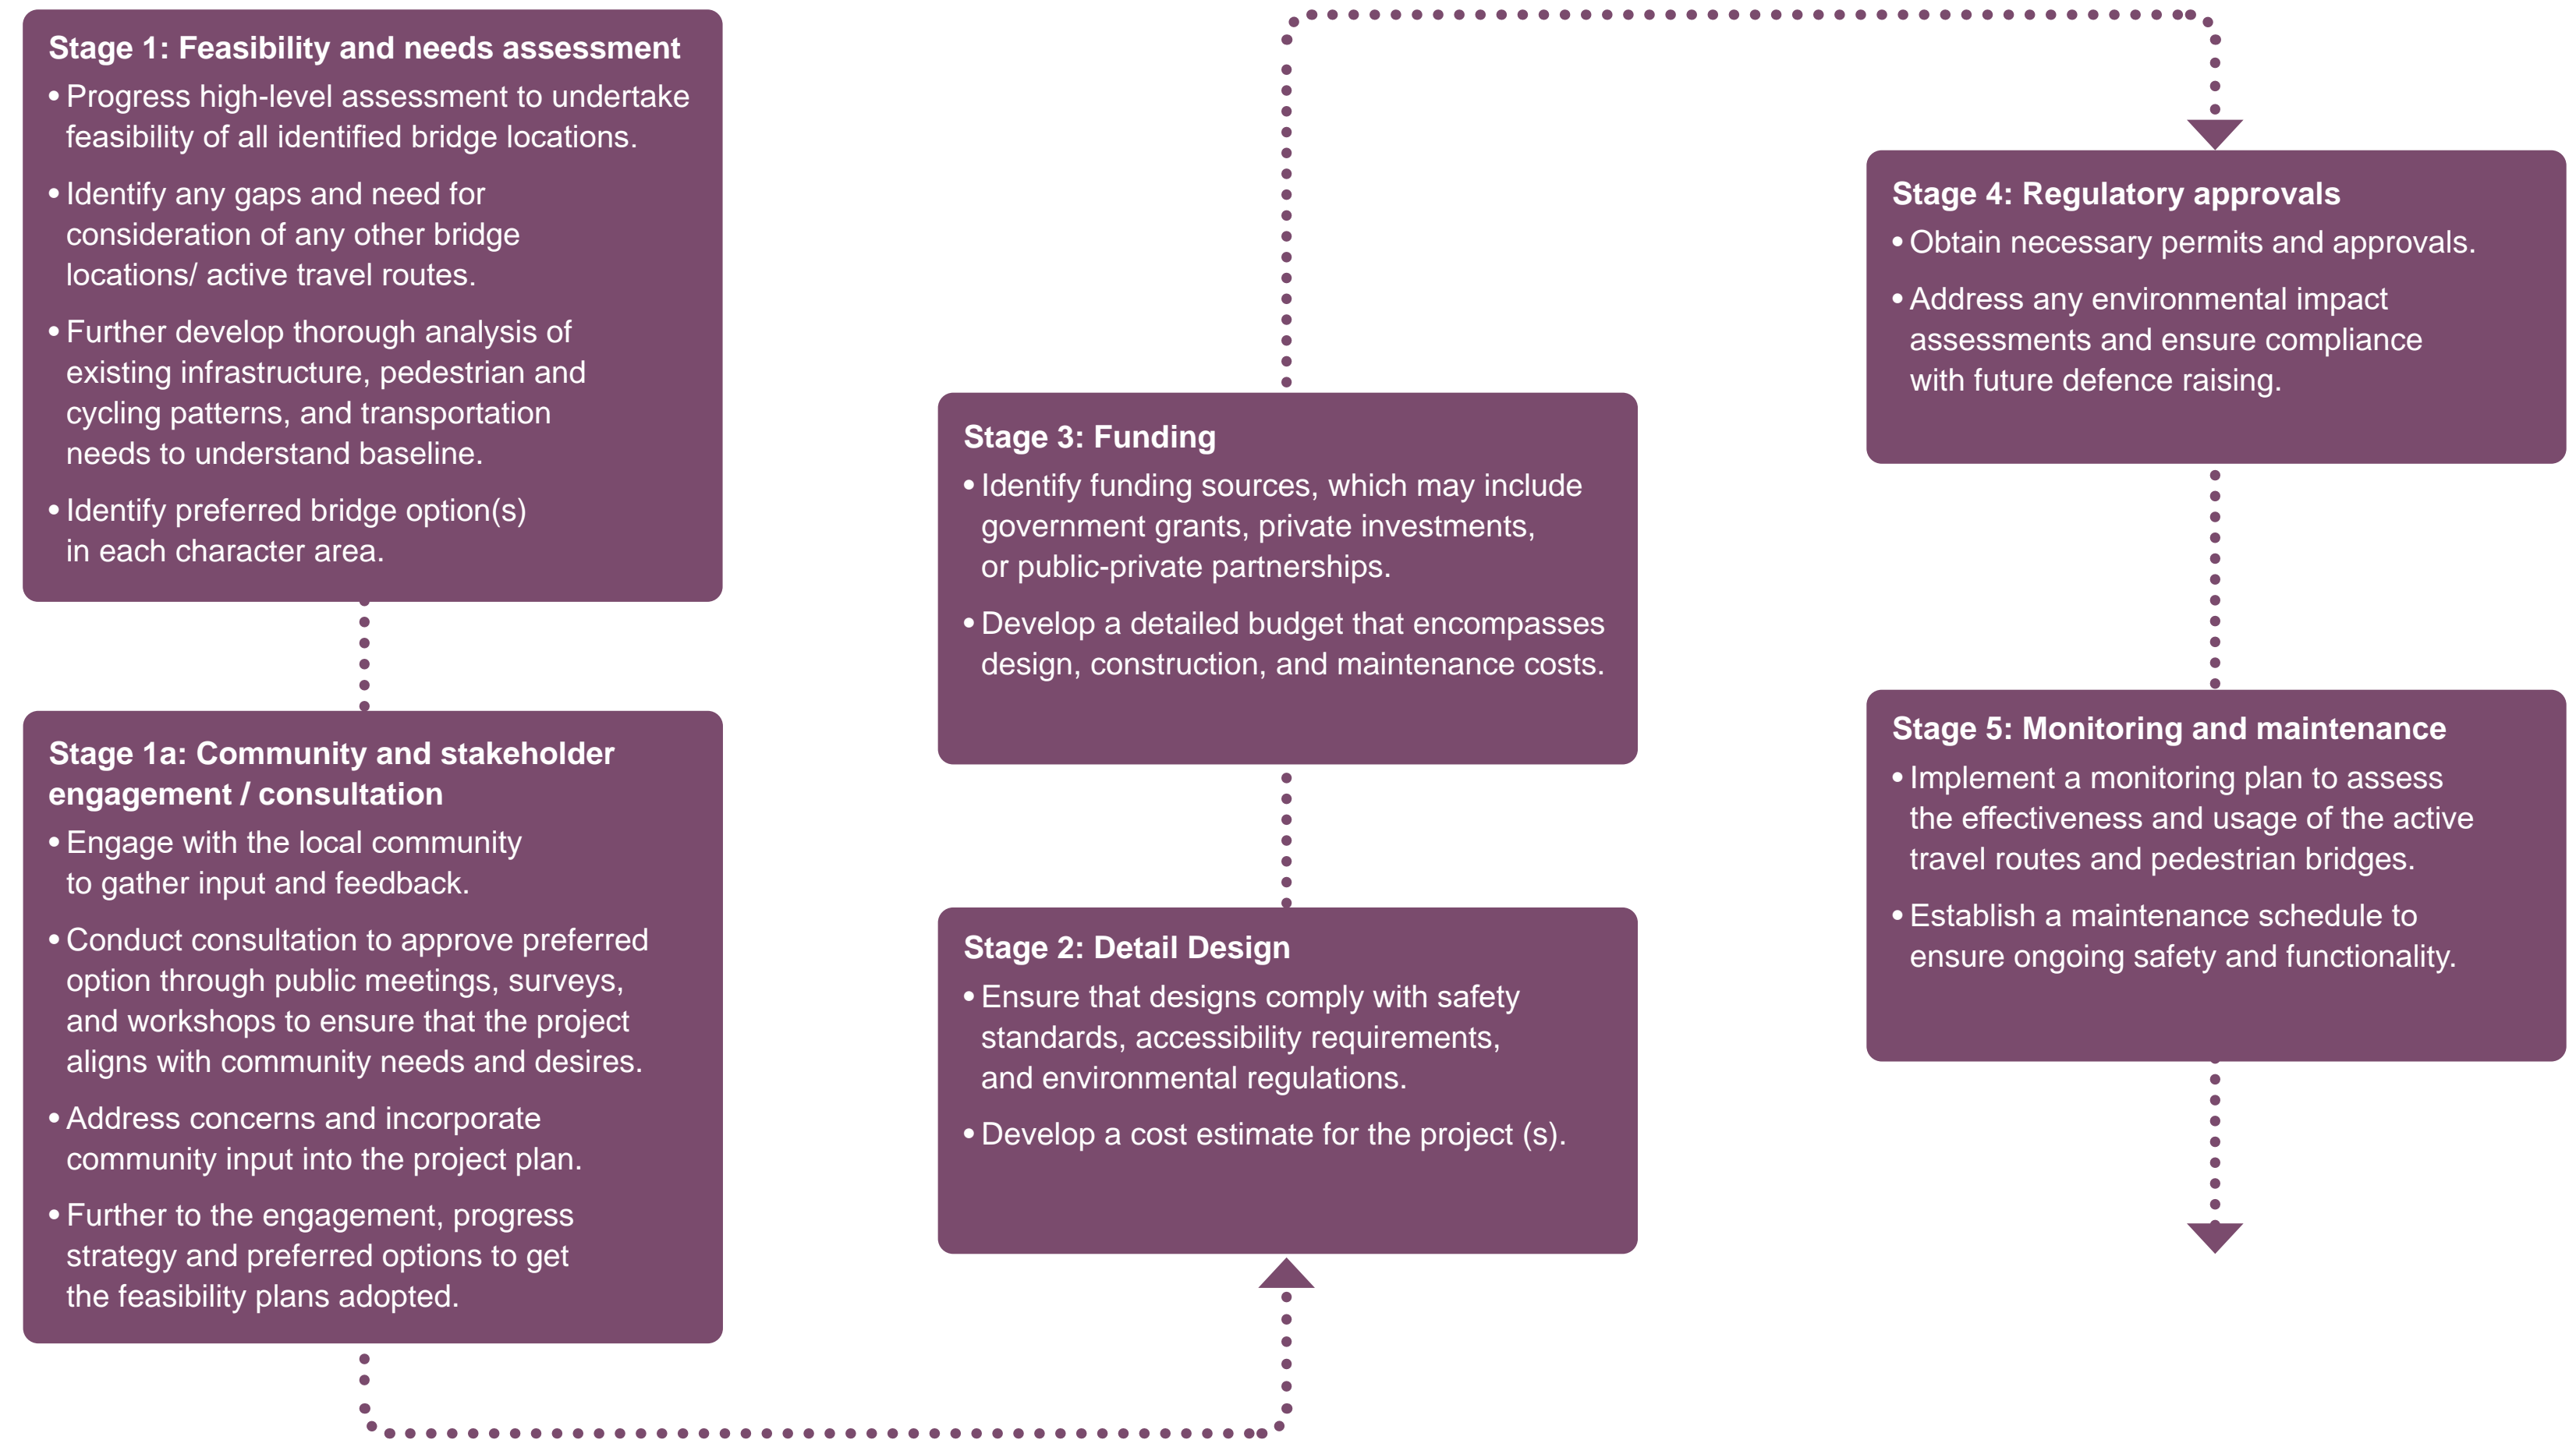 Stage 1: Feasibility and needs assessment
• Progress high-level assessment to undertake
feasibility of all identified bridge locations.
• Identify any gaps and need for
consideration of any other bridge
locations/ active travel routes.
• Further develop thorough analysis of
existing infrastructure, pedestrian and
cycling patterns, and transportation
needs to understand baseline.
• Identify preferred bridge option(s)
in each character area.
Stage 1a: Community and stakeholder
engagement / consultation
• Engage with the local community
to gather input and feedback.
• Conduct consultation to approve preferred
option through public meetings, surveys,
and workshops to ensure that the project
aligns with community needs and desires.
• Address concerns and incorporate
community input into the project plan.
• Further to the engagement, progress
strategy and preferred options to get
the feasibility plans adopted.
Stage 2: Detail Design
• Ensure that designs comply with safety
standards, accessibility requirements,
and environmental regulations.
• Develop a cost estimate for the project (s).
Stage 3: Funding
• Identify funding sources, which may include
government grants, private investments,
or public-private partnerships.
• Develop a detailed budget that encompasses
design, construction, and maintenance costs.
Stage 4: Regulatory approvals
• Obtain necessary permits and approvals.
• Address any environmental impact
assessments and ensure compliance
with future defence raising.
Stage 5: Monitoring and maintenance
• Implement a monitoring plan to assess
the effectiveness and usage of the active
travel routes and pedestrian bridges.
• Establish a maintenance schedule to
ensure ongoing safety and functionality.